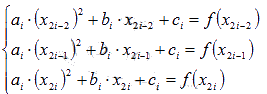 a_i · (x_{2i−2})^2 + b_i · x_{2i−2} + c_i = f(x_{2i−2})
a_i · (x_{2i−1})^2 + b_i · x_{2i−1} + c_i = f(x_{2i−1})
a_i · (x_{2i})^2 + b_i · x_{2i} + c_i = f(x_{2i})